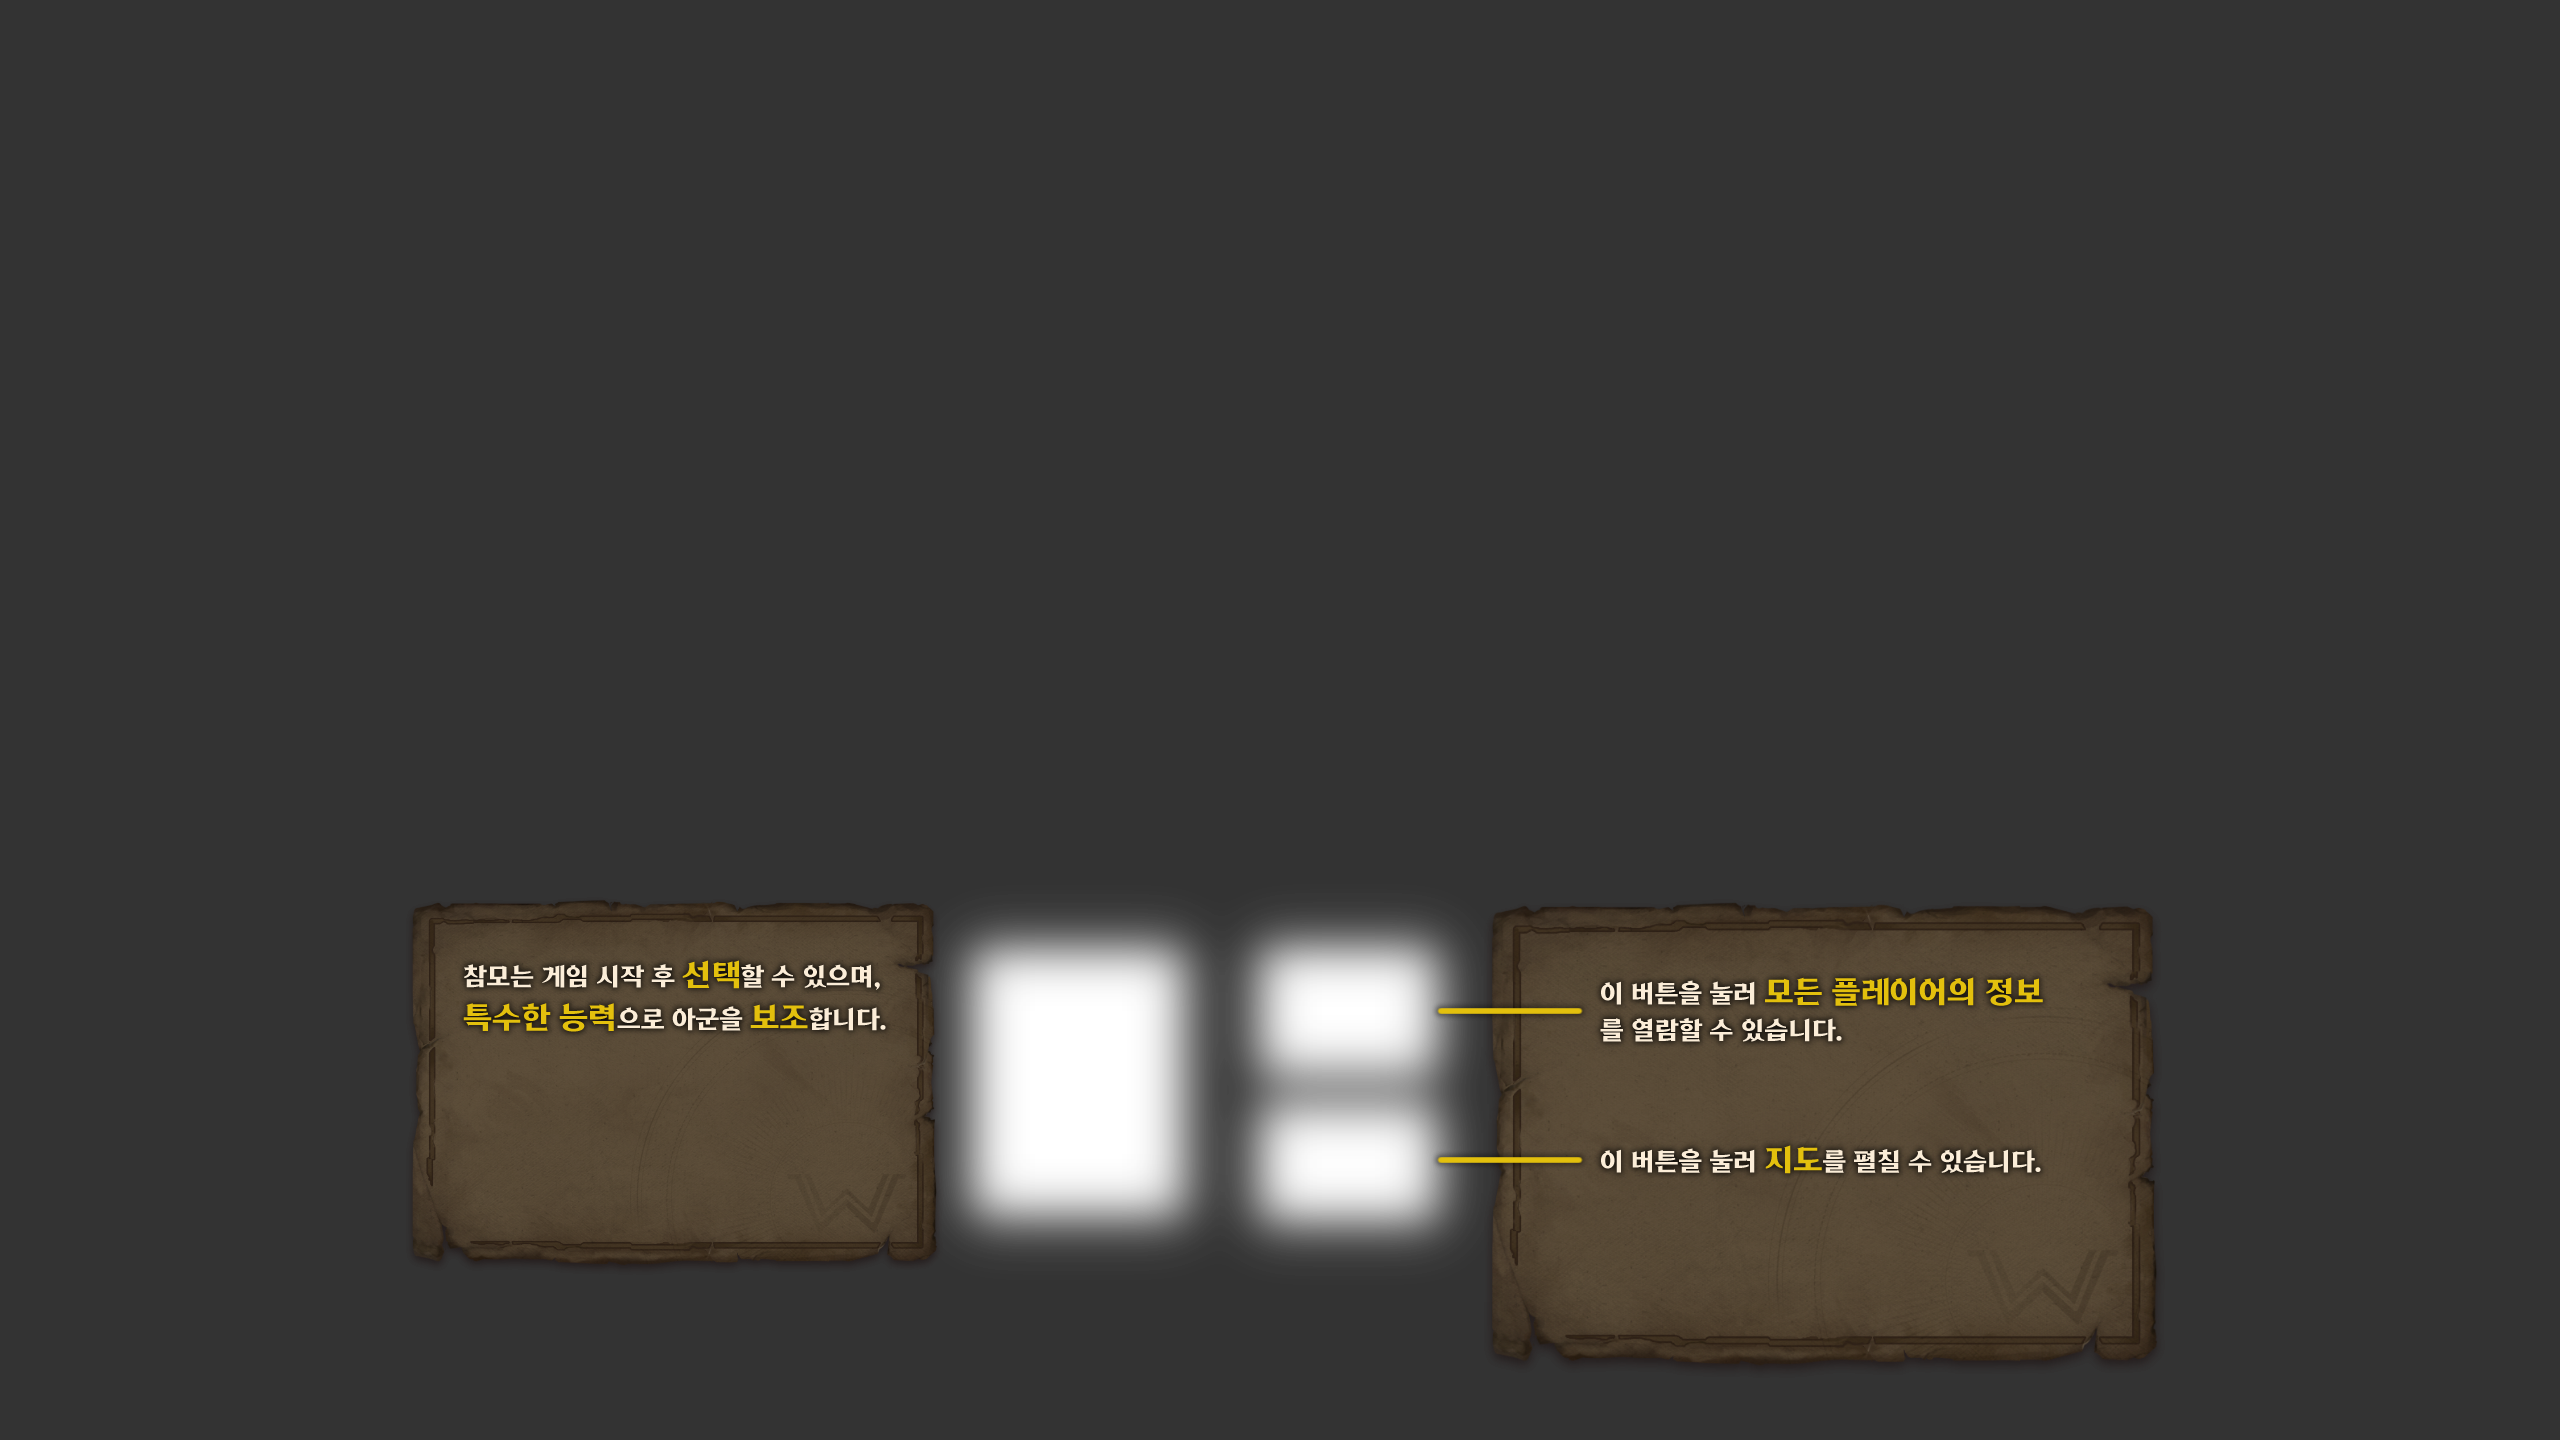 참모는 게임 시작 후 선택할 수 있으며,
특수한 능력으로 아군을 보조합니다.
이 버튼을 눌러 모든 플레이어의 정보
를 열람할 수 있습니다.
이 버튼을 눌러 지도를 펼칠 수 있습니다.